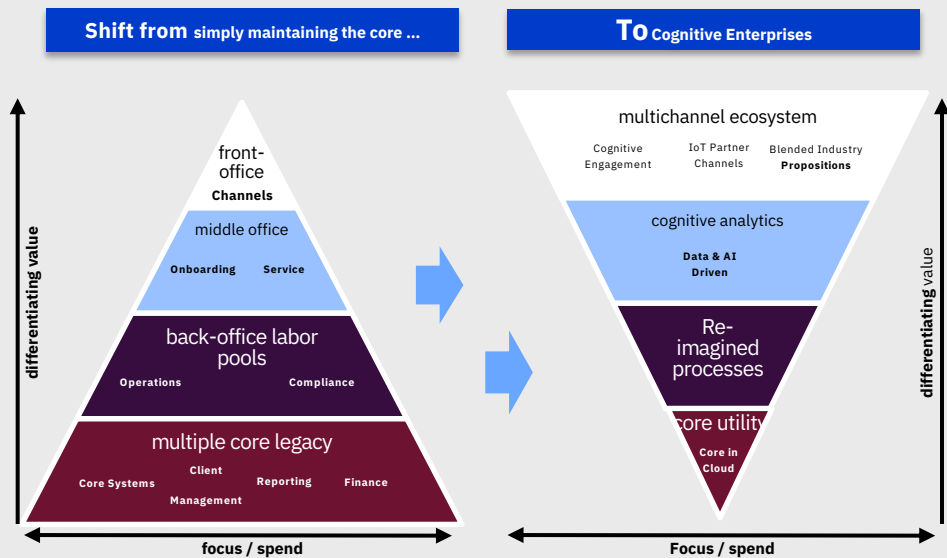 Shift from simply maintaining the core ...
To Cognitive Enterprises
differentiating value
front-
office
Channels
middle office
Onboarding Service
back-office labor
pools
Operations Compliance
multiple core legacy
Core Systems
Client
Management
Reporting
Finance
focus / spend
multichannel ecosystem
Cognitive
Engagement
IoT Partner
Channels
Blended Industry
Propositions
cognitive analytics
Data & AI
Driven
Re-
imagined
processes
core utility
Core in
Cloud
differentiating value
Focus / spend